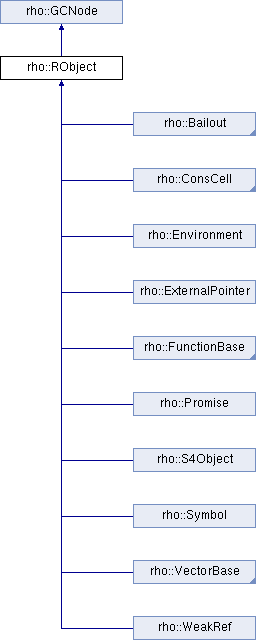 rho::GCNode
rho::RObject
rho::Bailout
rho::ConsCell
rho::Environment
rho::ExternalPointer
rho::FunctionBase
rho::Promise
rho::S4Object
rho::Symbol
rho::VectorBase
rho::WeakRef